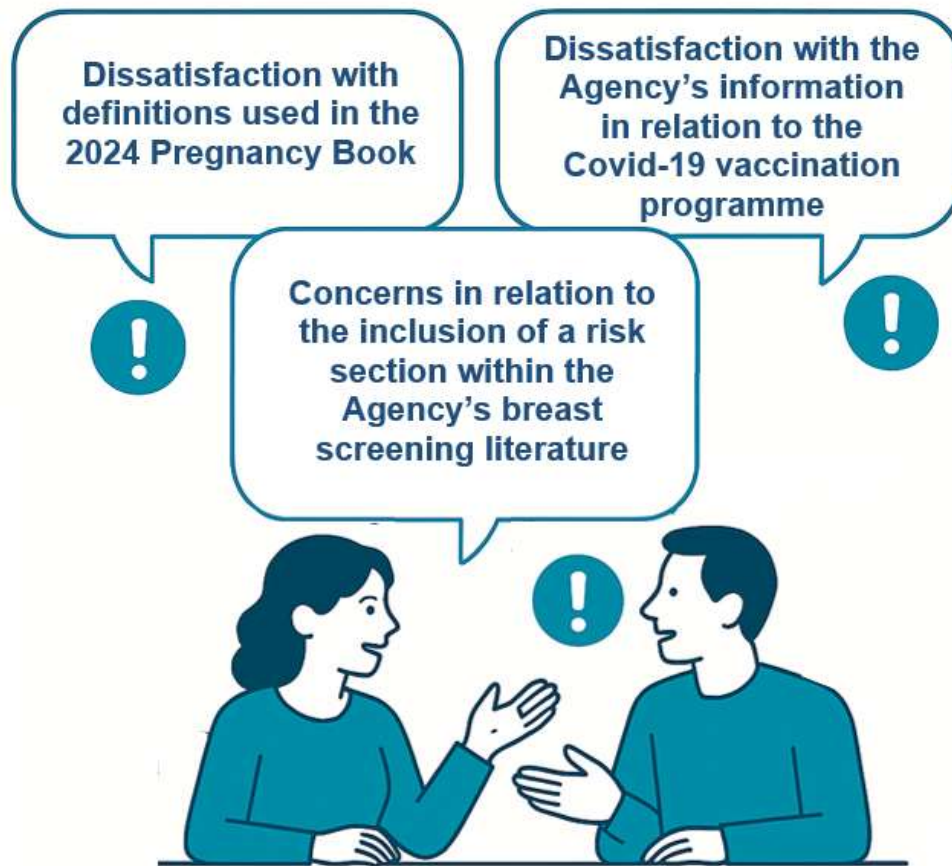 Dissatisfaction with
definitions used in the
2024 Pregnancy Book
Dissatisfaction with the
Agency’s information
in relation to the
Covid-19 vaccination
programme
Concerns in relation to
the inclusion of a risk
section within the
Agency’s breast
screening literature
!
!
!